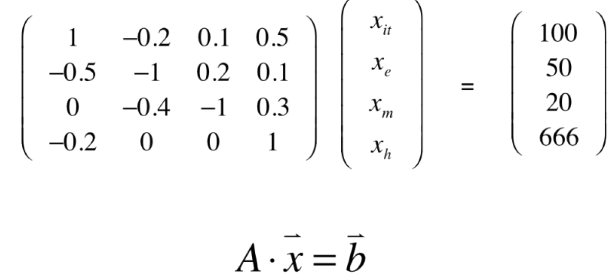 1 –0.2 0.1 0.5 x_it 100
–0.5 –1 0.2 0.1 x_e 50
= 
0 –0.4 –1 0.3 x_m 20
–0.2 0 0 1 x_h 666
A · x⃗ = b⃗